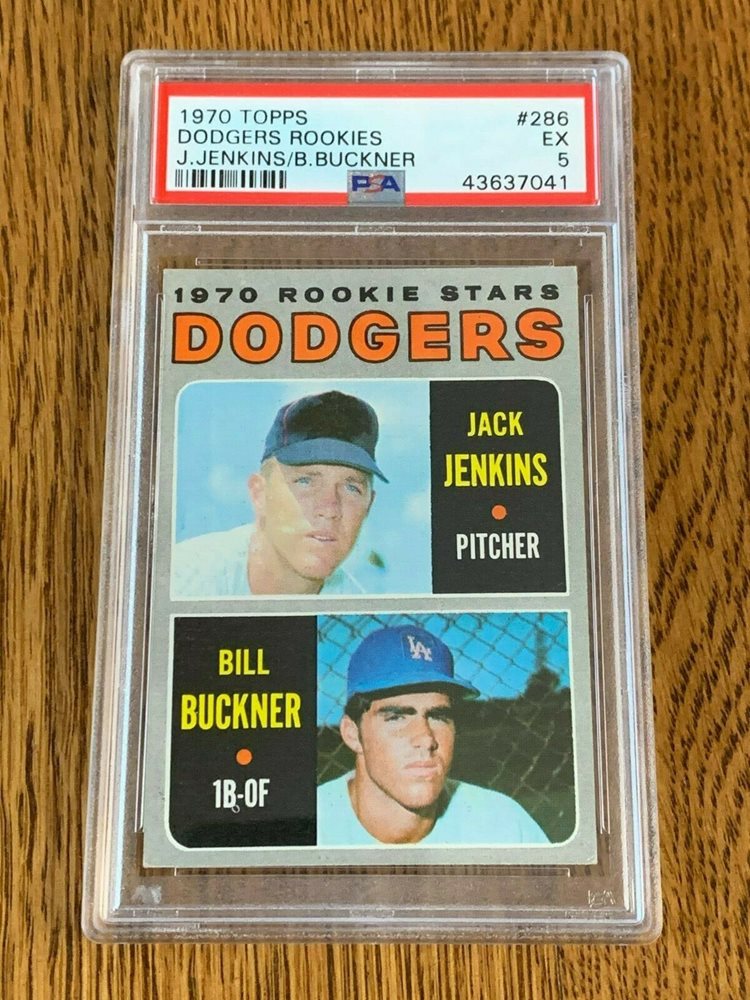 1970 TOPPS #286
DODGERS ROOKIES EX
J.JENKINS/B.BUCKNER 5
PSA 43637041
1970 ROOKIE STARS
DODGERS
JACK
JENKINS
PITCHER
LA
BILL
BUCKNER
1B-OF